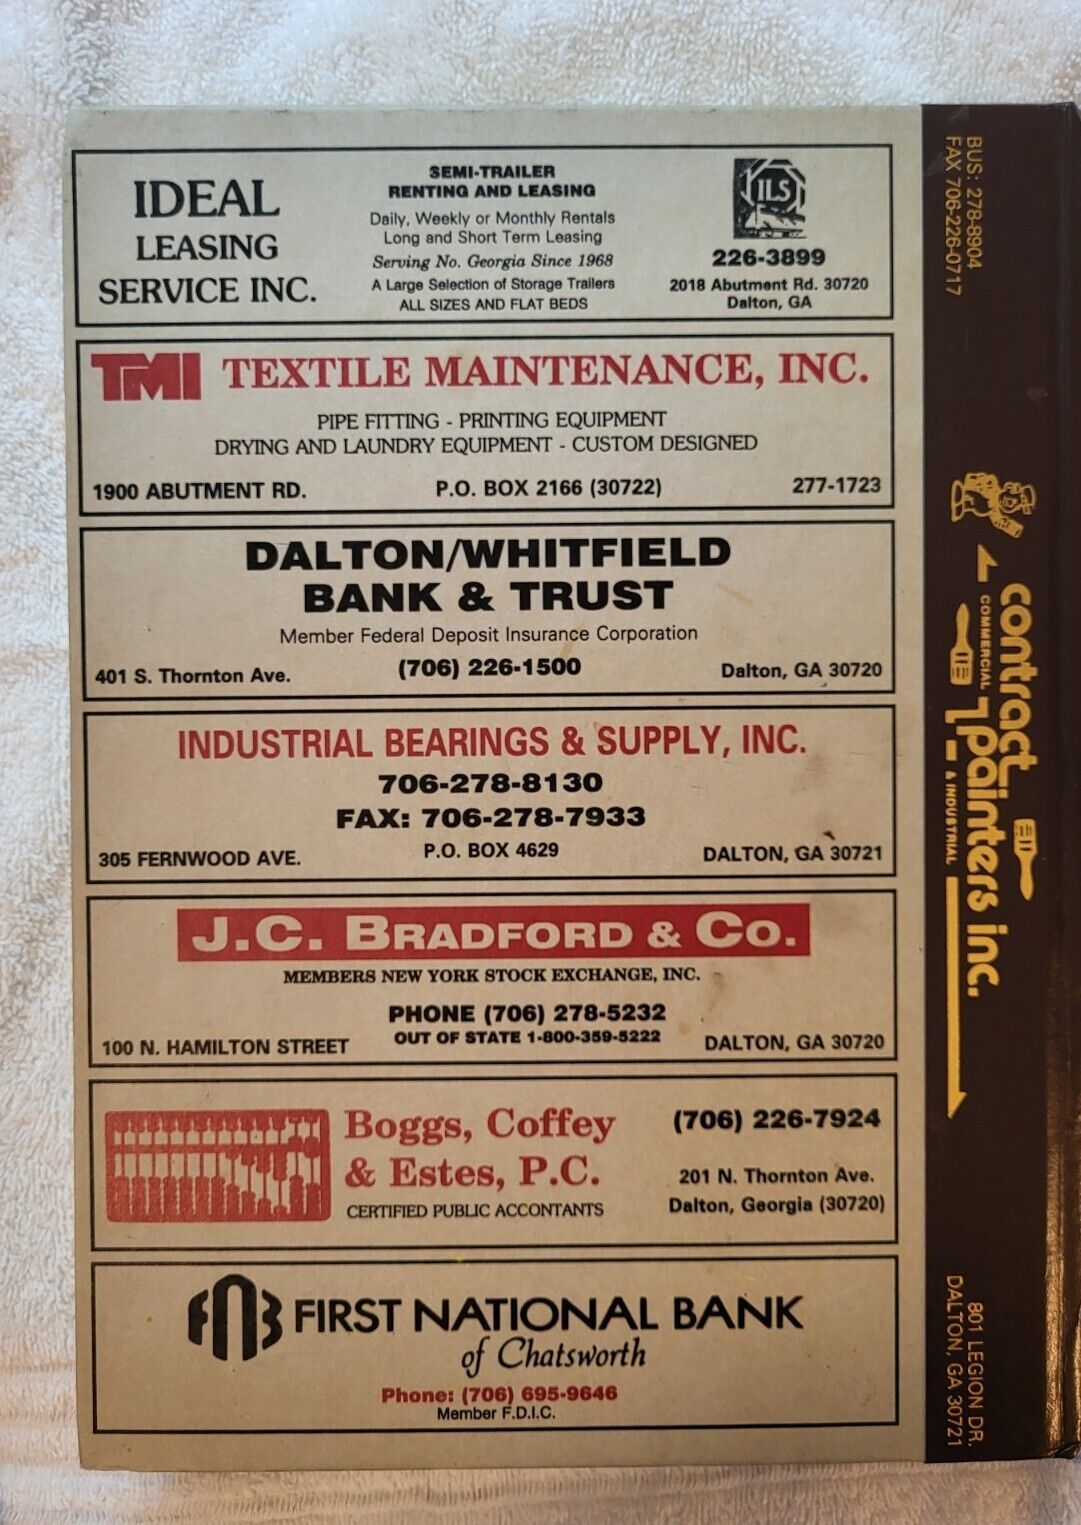 IDEAL
LEASING
SERVICE INC.
SEMI-TRAILER
RENTING AND LEASING
Daily, Weekly or Monthly Rentals
Long and Short Term Leasing
Serving No. Georgia Since 1968
A Large Selection of Storage Trailers
ALL SIZES AND FLAT BEDS
ILS
226-3899
2018 Abutment Rd. 30720
Dalton, GA
TMI TEXTILE MAINTENANCE, INC.
PIPE FITTING - PRINTING EQUIPMENT
DRYING AND LAUNDRY EQUIPMENT - CUSTOM DESIGNED
1900 ABUTMENT RD. P.O. BOX 2166 (30722) 277-1723
DALTON/WHITFIELD
BANK & TRUST
Member Federal Deposit Insurance Corporation
401 S. Thornton Ave. (706) 226-1500 Dalton, GA 30720
INDUSTRIAL BEARINGS & SUPPLY, INC.
706-278-8130
FAX: 706-278-7933
305 FERNWOOD AVE. P.O. BOX 4629 DALTON, GA 30721
J.C. BRADFORD & CO.
MEMBERS NEW YORK STOCK EXCHANGE, INC.
PHONE (706) 278-5232
100 N. HAMILTON STREET OUT OF STATE 1-800-359-5222 DALTON, GA 30720
Boggs, Coffey
& Estes, P.C.
CERTIFIED PUBLIC ACCONTANTS
(706) 226-7924
201 N. Thornton Ave.
Dalton, Georgia (30720)
FNB FIRST NATIONAL BANK
of Chatsworth
Phone: (706) 695-9646
Member F.D.I.C.
BUS: 278-8904
FAX 706-226-0717
contract
COMMERCIAL
painters inc.
& INDUSTRIAL
801 LEGION DR.
DALTON, GA 30721